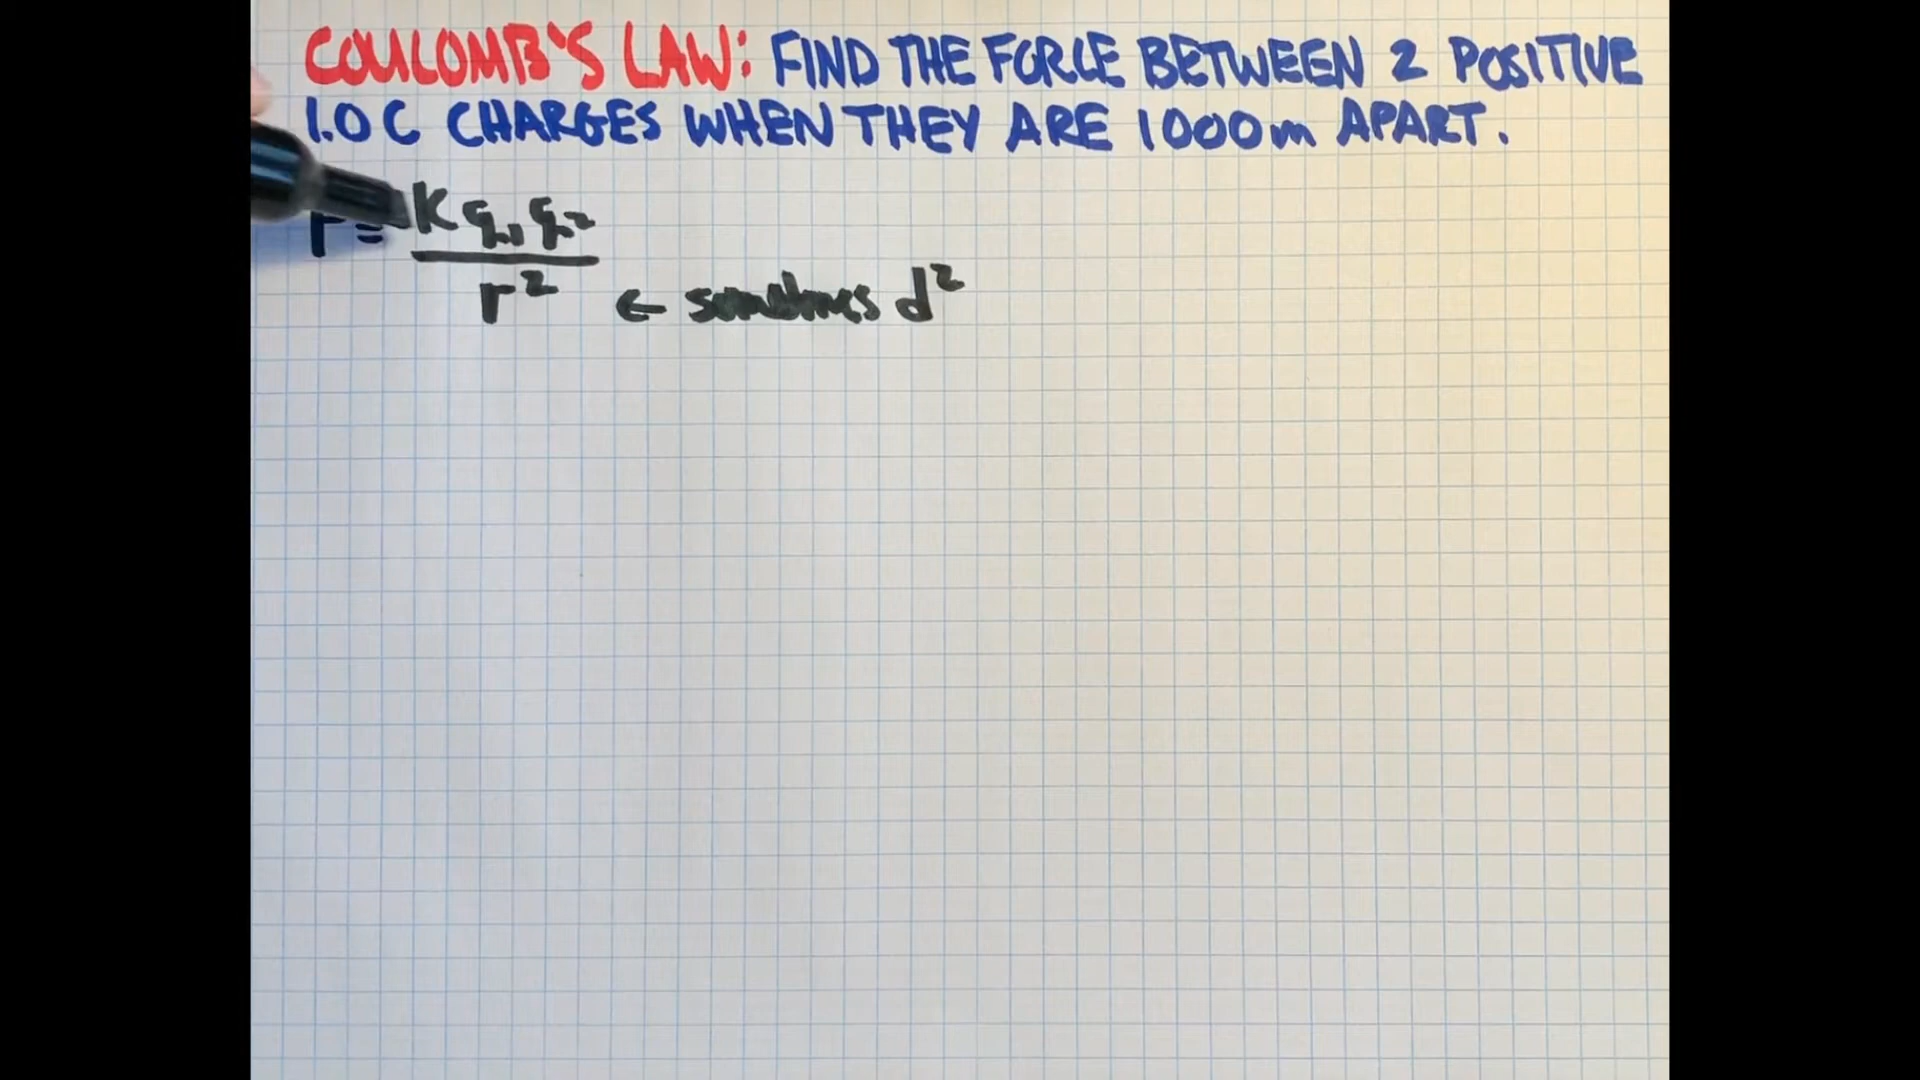 COULOMB'S LAW: FIND THE FORCE BETWEEN 2 POSITIVE
1.0 C CHARGES WHEN THEY ARE 1000m APART.
F = K q₁ q₂
r² ← sometimes d²